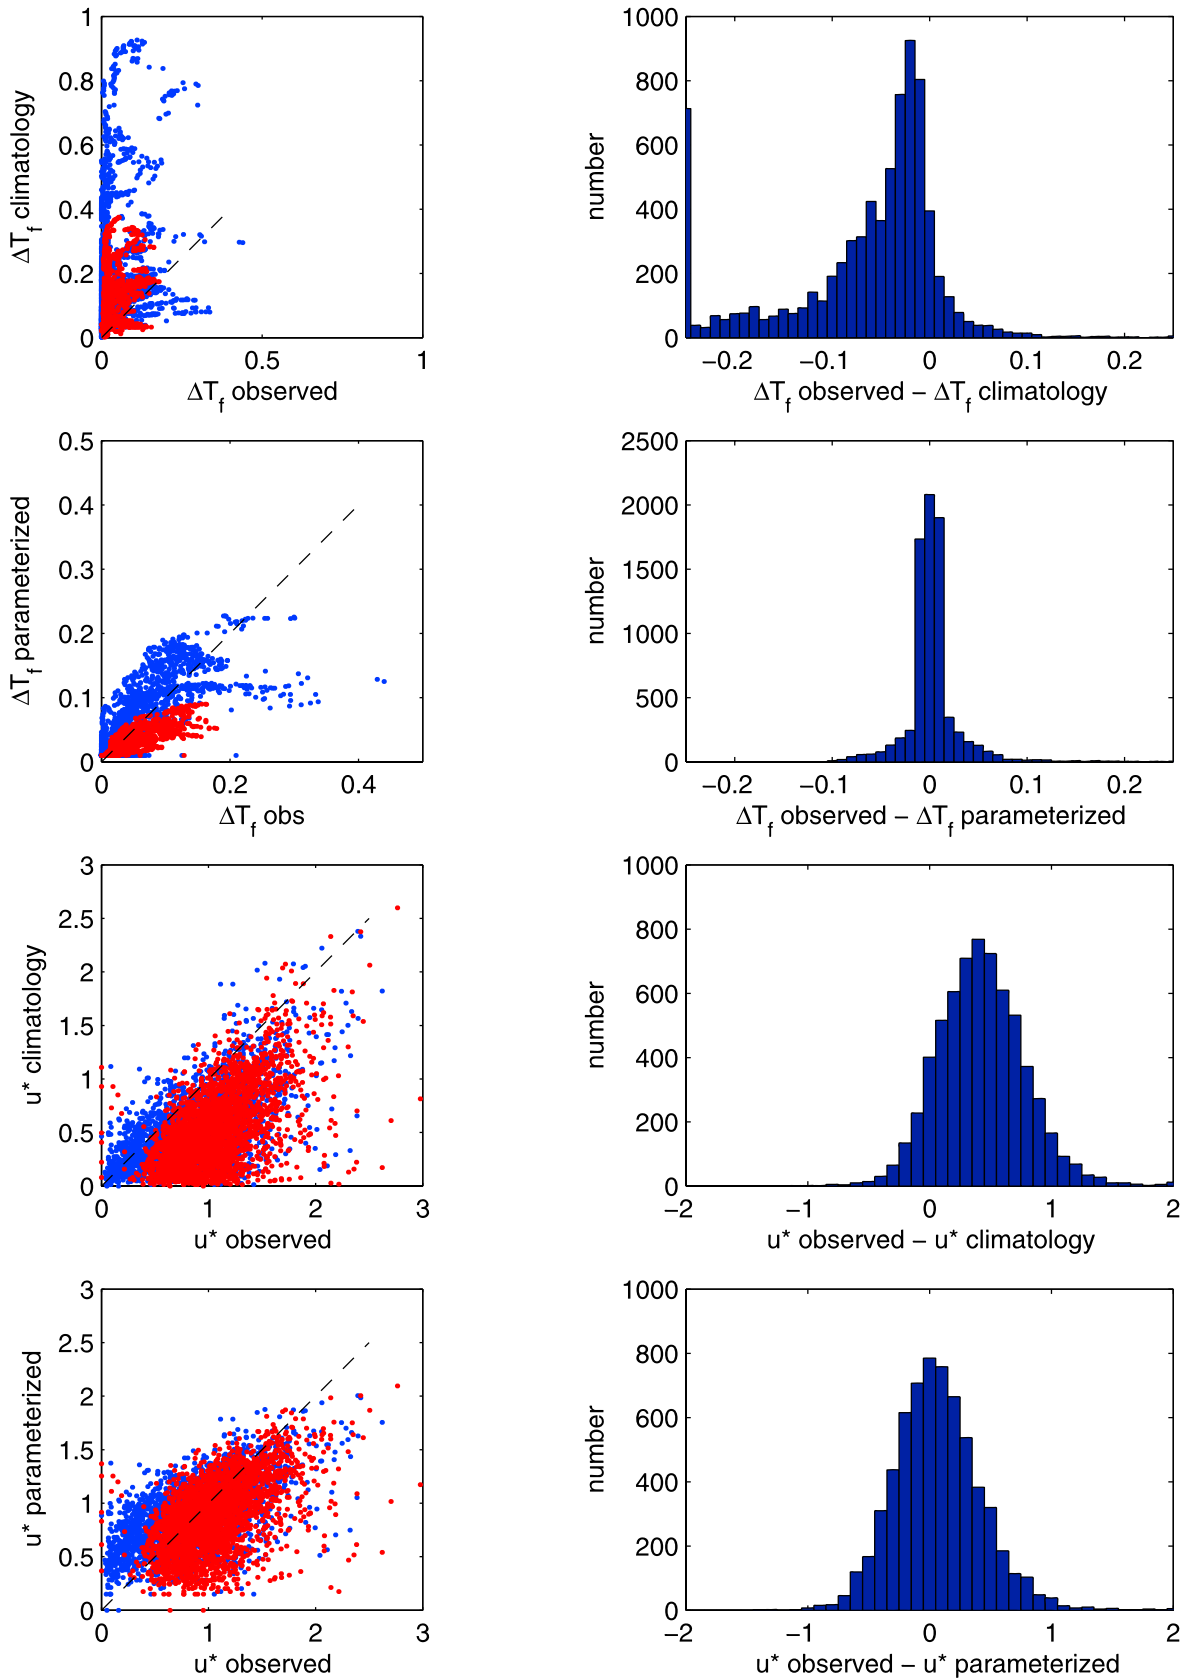 1
0.8
0.6
0.4
0.2
0
0 0.5 1
ΔTf climatology
ΔTf observed
1000
800
600
400
200
0
−0.2 −0.1 0 0.1 0.2
number
ΔTf observed − ΔTf climatology
0.5
0.4
0.3
0.2
0.1
0
0 0.2 0.4
ΔTf parameterized
ΔTf obs
2500
2000
1500
1000
500
0
−0.2 −0.1 0 0.1 0.2
number
ΔTf observed − ΔTf parameterized
3
2.5
2
1.5
1
0.5
0
0 1 2 3
u* climatology
u* observed
1000
800
600
400
200
0
−2 −1 0 1 2
number
u* observed − u* climatology
3
2.5
2
1.5
1
0.5
0
0 1 2 3
u* parameterized
u* observed
1000
800
600
400
200
0
−2 −1 0 1 2
number
u* observed − u* parameterized